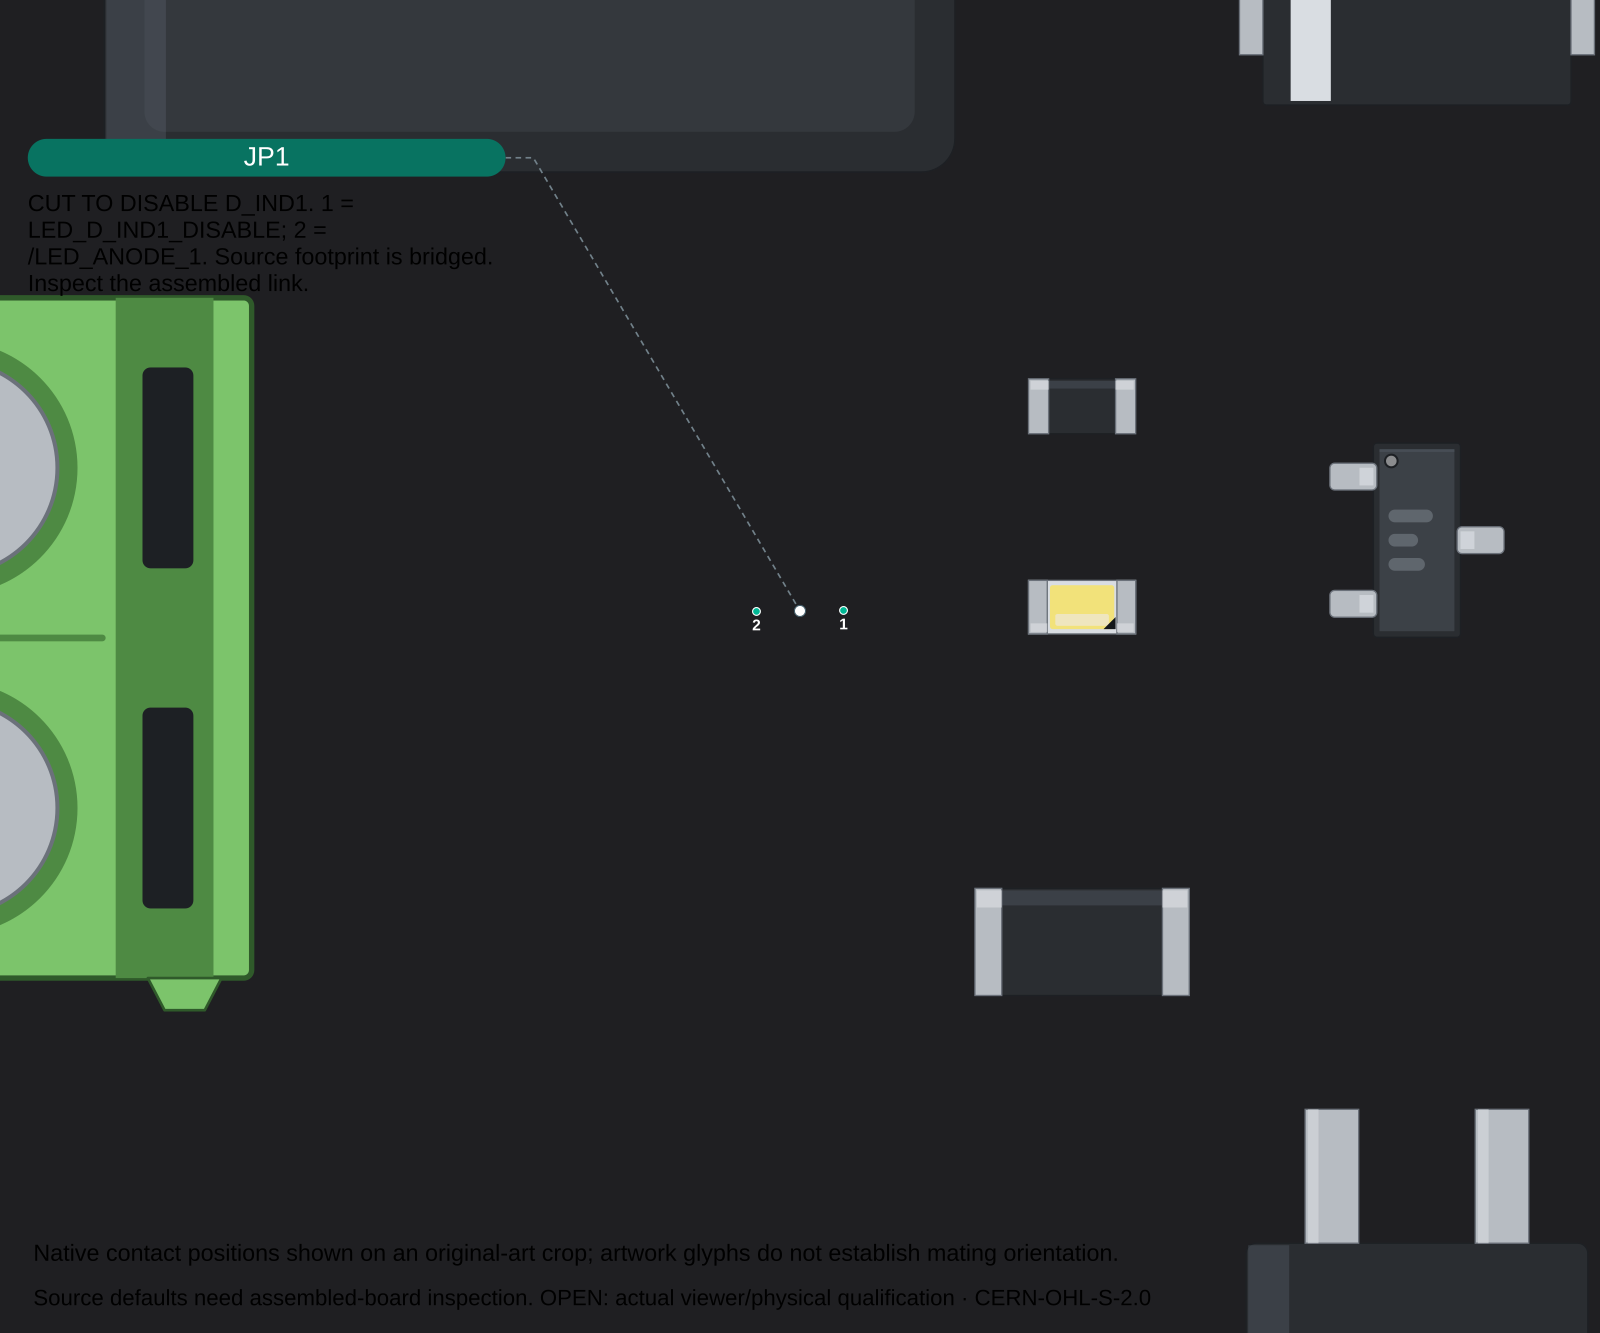 JP1
CUT TO DISABLE D_IND1. 1 =
LED_D_IND1_DISABLE; 2 =
/LED_ANODE_1. Source footprint is bridged.
Inspect the assembled link.
2
1
Native contact positions shown on an original-art crop; artwork glyphs do not establish mating orientation.
Source defaults need assembled-board inspection. OPEN: actual viewer/physical qualification · CERN-OHL-S-2.0